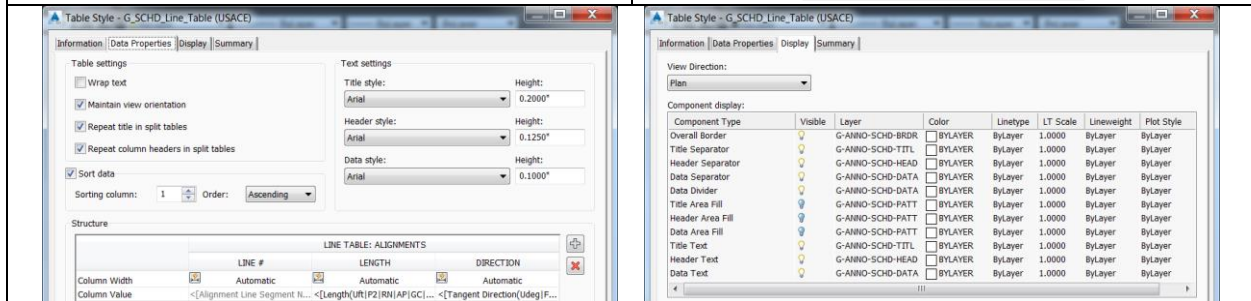 Table Style - G_SCHD_Line_Table (USACE)
Information Data Properties Display Summary
Table settings
Wrap text
Maintain view orientation
Repeat title in split tables
Repeat column headers in split tables
Sort data
Sorting column: 1 Order: Ascending
Text settings
Title style: Height:
Arial 0.2000"
Header style: Height:
Arial 0.1250"
Data style: Height:
Arial 0.1000"
Structure
LINE TABLE: ALIGNMENTS
LINE # LENGTH DIRECTION
Column Width Automatic Automatic Automatic
Column Value <[Alignment Line Segment N... <[Length(Uft|P2|RN|AP|GC|... <[Tangent Direction(Udeg|F...
Table Style - G_SCHD_Line_Table (USACE)
Information Data Properties Display Summary
View Direction:
Plan
Component display:
Component Type Visible Layer Color Linetype LT Scale Lineweight Plot Style
Overall Border G-ANNO-SCHD-BRDR BYLAYER ByLayer 1.0000 ByLayer ByLayer
Title Separator G-ANNO-SCHD-TITL BYLAYER ByLayer 1.0000 ByLayer ByLayer
Header Separator G-ANNO-SCHD-HEAD BYLAYER ByLayer 1.0000 ByLayer ByLayer
Data Separator G-ANNO-SCHD-DATA BYLAYER ByLayer 1.0000 ByLayer ByLayer
Data Divider G-ANNO-SCHD-DATA BYLAYER ByLayer 1.0000 ByLayer ByLayer
Title Area Fill G-ANNO-SCHD-PATT BYLAYER ByLayer 1.0000 ByLayer ByLayer
Header Area Fill G-ANNO-SCHD-PATT BYLAYER ByLayer 1.0000 ByLayer ByLayer
Data Area Fill G-ANNO-SCHD-PATT BYLAYER ByLayer 1.0000 ByLayer ByLayer
Title Text G-ANNO-SCHD-TITL BYLAYER ByLayer 1.0000 ByLayer ByLayer
Header Text G-ANNO-SCHD-HEAD BYLAYER ByLayer 1.0000 ByLayer ByLayer
Data Text G-ANNO-SCHD-DATA BYLAYER ByLayer 1.0000 ByLayer ByLayer